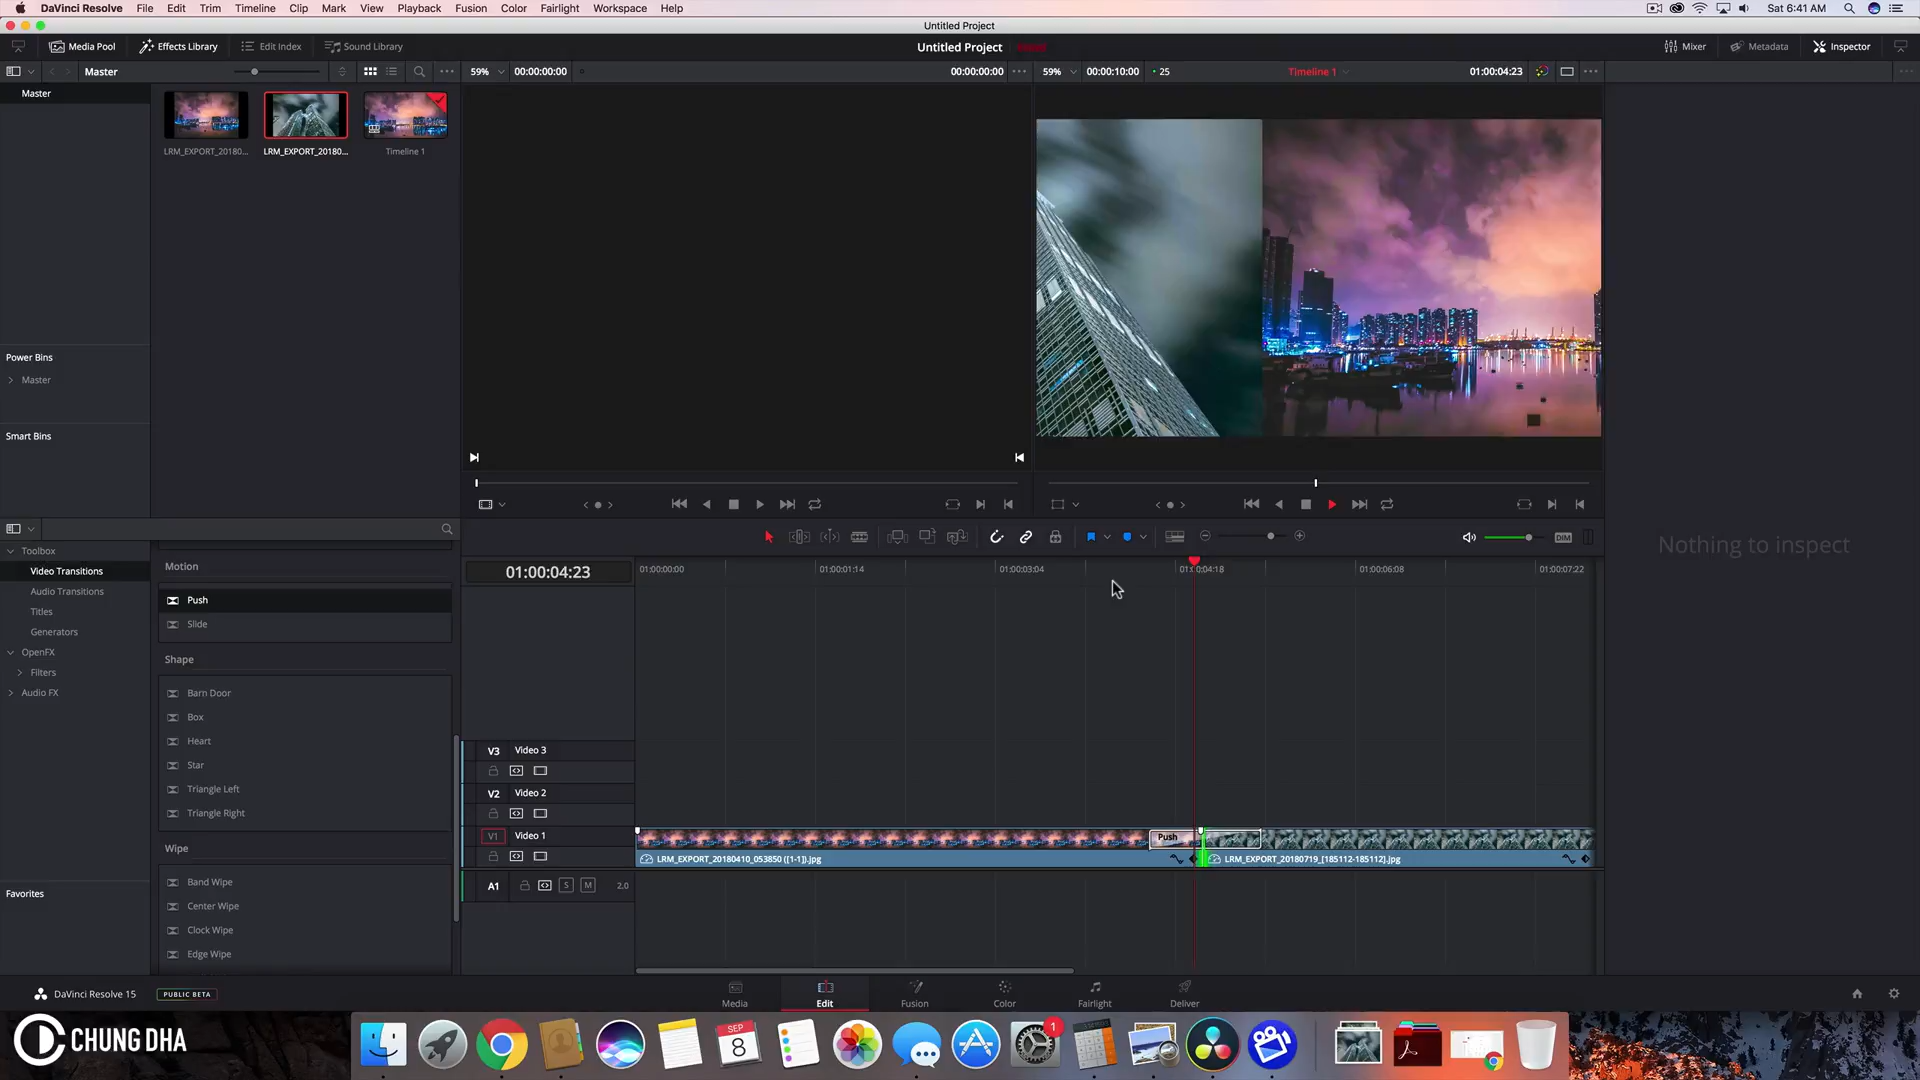 DaVinci Resolve File Edit Trim Timeline Clip Mark View Playback Fusion Color Fairlight Workspace Help Sat 6:41 AM
Untitled Project
Media Pool Effects Library Edit Index Sound Library Untitled Project Mixer Metadata Inspector
Master 59% 00:00:00:00 00:00:00:00 59% 00:00:10:00 25 Timeline 1 01:00:04:23
Master
LRM_EXPORT_20180... LRM_EXPORT_20180... Timeline 1
Power Bins
Master
Smart Bins
Toolbox
Video Transitions
Audio Transitions
Titles
Generators
OpenFX
Filters
Audio FX
Favorites
Motion
Push
Slide
Shape
Barn Door
Box
Heart
Star
Triangle Left
Triangle Right
Wipe
Band Wipe
Center Wipe
Clock Wipe
Edge Wipe
DIM
Nothing to inspect
01:00:04:23 01:00:00:00 01:00:01:14 01:00:03:04 01:00:04:18 01:00:06:08 01:00:07:22
V3 Video 3
V2 Video 2
V1 Video 1
Push
LRM_EXPORT_20180410_053850 ([1-1]).jpg LRM_EXPORT_20180719_[185112-185112].jpg
A1 S M 2.0
DaVinci Resolve 15 PUBLIC BETA
Media Edit Fusion Color Fairlight Deliver
CHUNG DHA
SEP
8
1